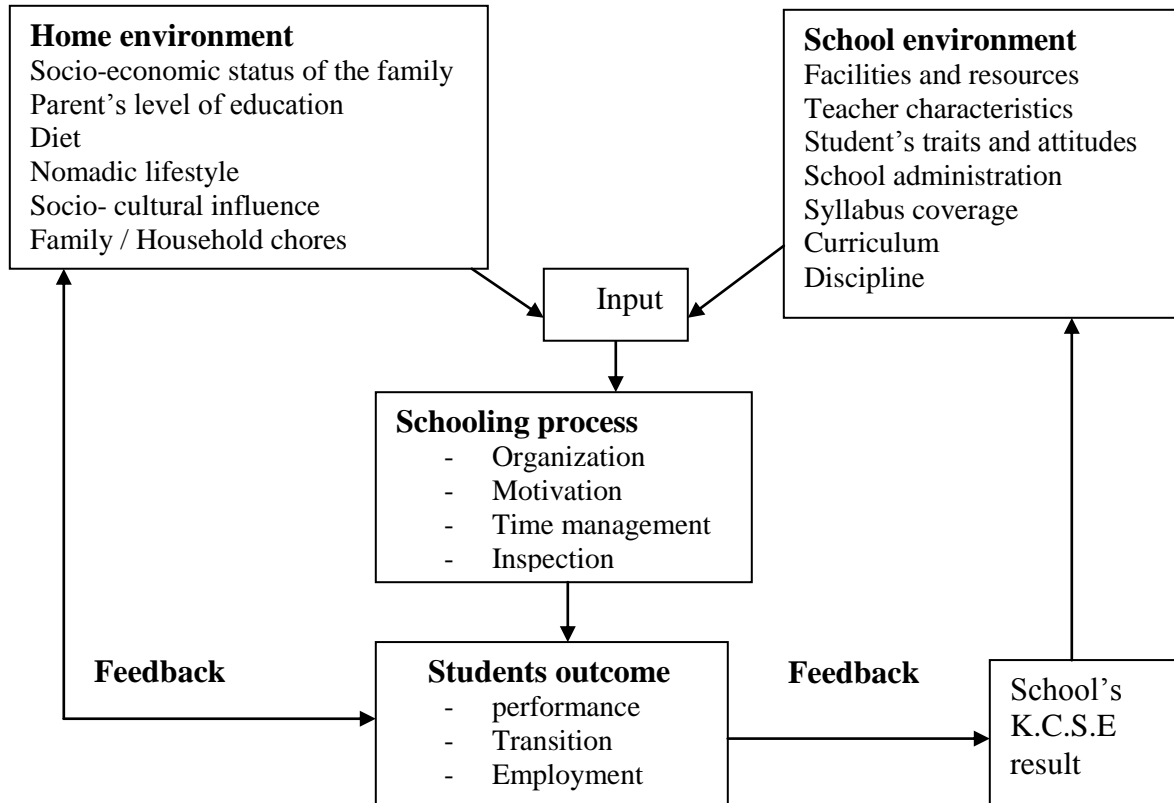 Home environment
Socio-economic status of the family
Parent’s level of education
Diet
Nomadic lifestyle
Socio- cultural influence
Family / Household chores
School environment
Facilities and resources
Teacher characteristics
Student’s traits and attitudes
School administration
Syllabus coverage
Curriculum
Discipline
Input
Schooling process
- Organization
- Motivation
- Time management
- Inspection
Feedback
Students outcome
- performance
- Transition
- Employment
Feedback
School’s
K.C.S.E
result